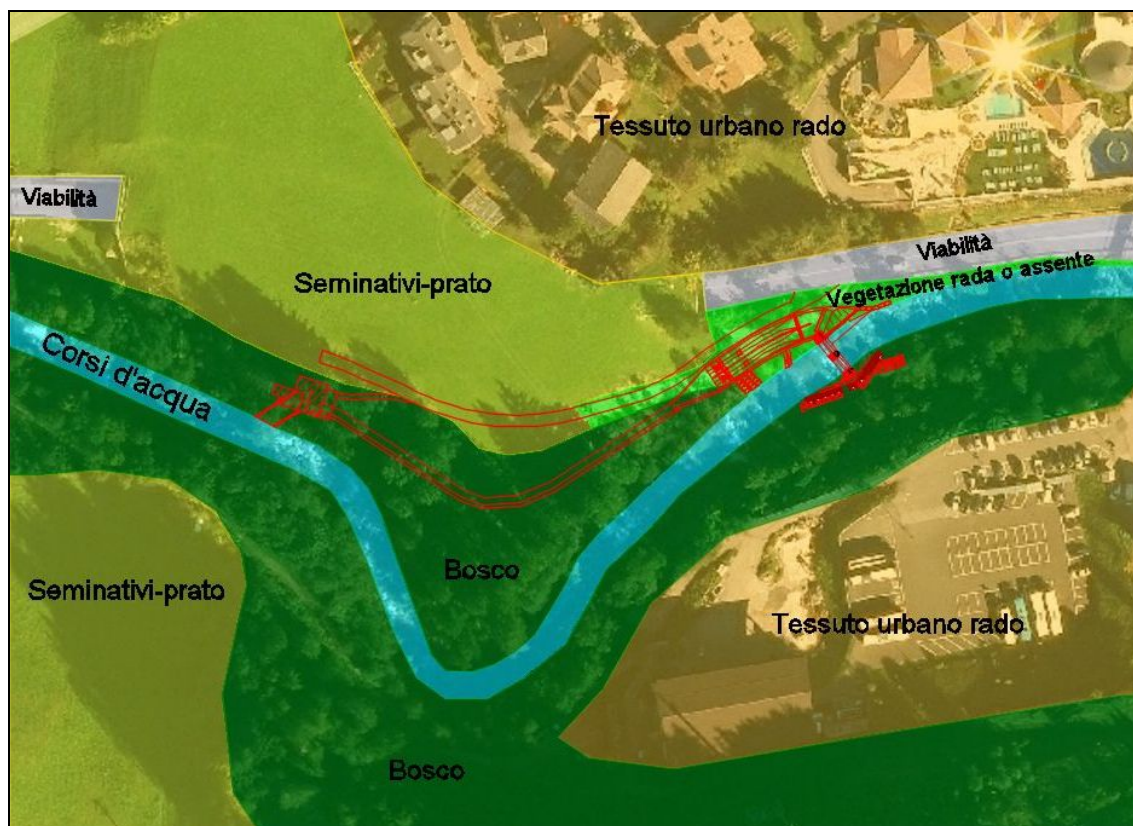 Tessuto urbano rado
Viabilità
Viabilità
Seminativi-prato
Vegetazione rada o assente
Corsi d'acqua
Bosco
Seminativi-prato
Tessuto urbano rado
Bosco